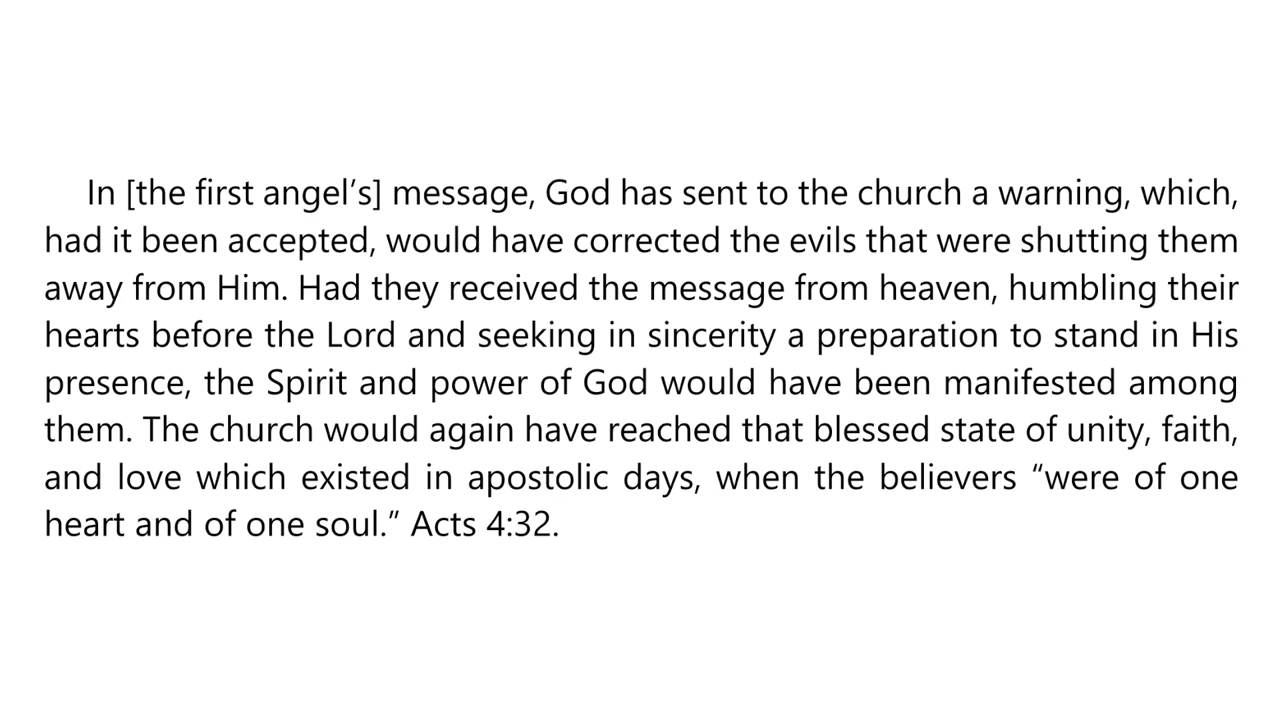 In [the first angel’s] message, God has sent to the church a warning, which,
had it been accepted, would have corrected the evils that were shutting them
away from Him. Had they received the message from heaven, humbling their
hearts before the Lord and seeking in sincerity a preparation to stand in His
presence, the Spirit and power of God would have been manifested among
them. The church would again have reached that blessed state of unity, faith,
and love which existed in apostolic days, when the believers “were of one
heart and of one soul.” Acts 4:32.